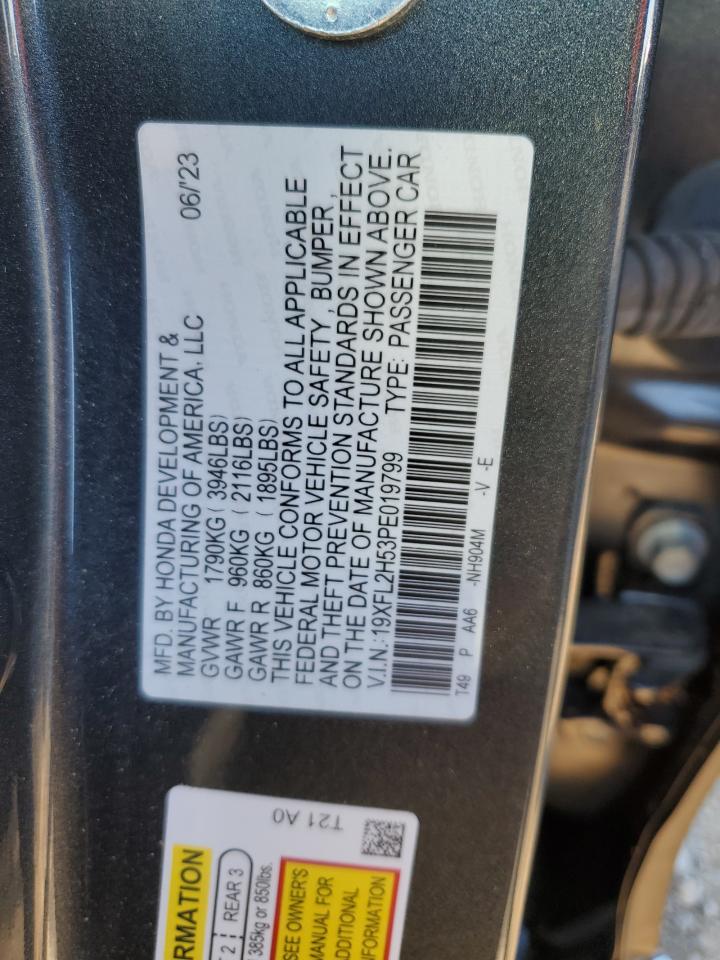 MFD. BY HONDA DEVELOPMENT & 06/'23
MANUFACTURING OF AMERICA, LLC
GVWR 1790KG ( 3946LBS)
GAWR F 960KG ( 2116LBS)
GAWR R 860KG ( 1895LBS)
THIS VEHICLE CONFORMS TO ALL APPLICABLE
FEDERAL MOTOR VEHICLE SAFETY, BUMPER,
AND THEFT PREVENTION STANDARDS IN EFFECT
ON THE DATE OF MANUFACTURE SHOWN ABOVE.
V.I.N.:19XFL2H53PE019799 TYPE: PASSENGER CAR
T49 P AA6 -NH904M -V -E
T21 A0
2 REAR 3
385kg or 850lbs.
SEE OWNER'S
MANUAL FOR
ADDITIONAL